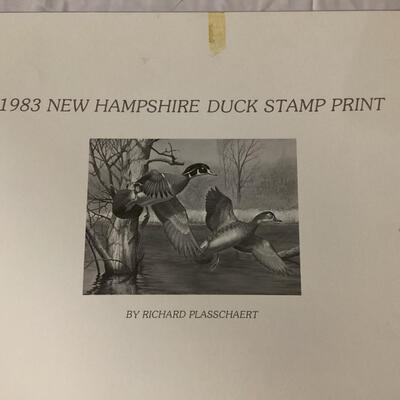 1983 NEW HAMPSHIRE DUCK STAMP PRINT
BY RICHARD PLASSCHAERT